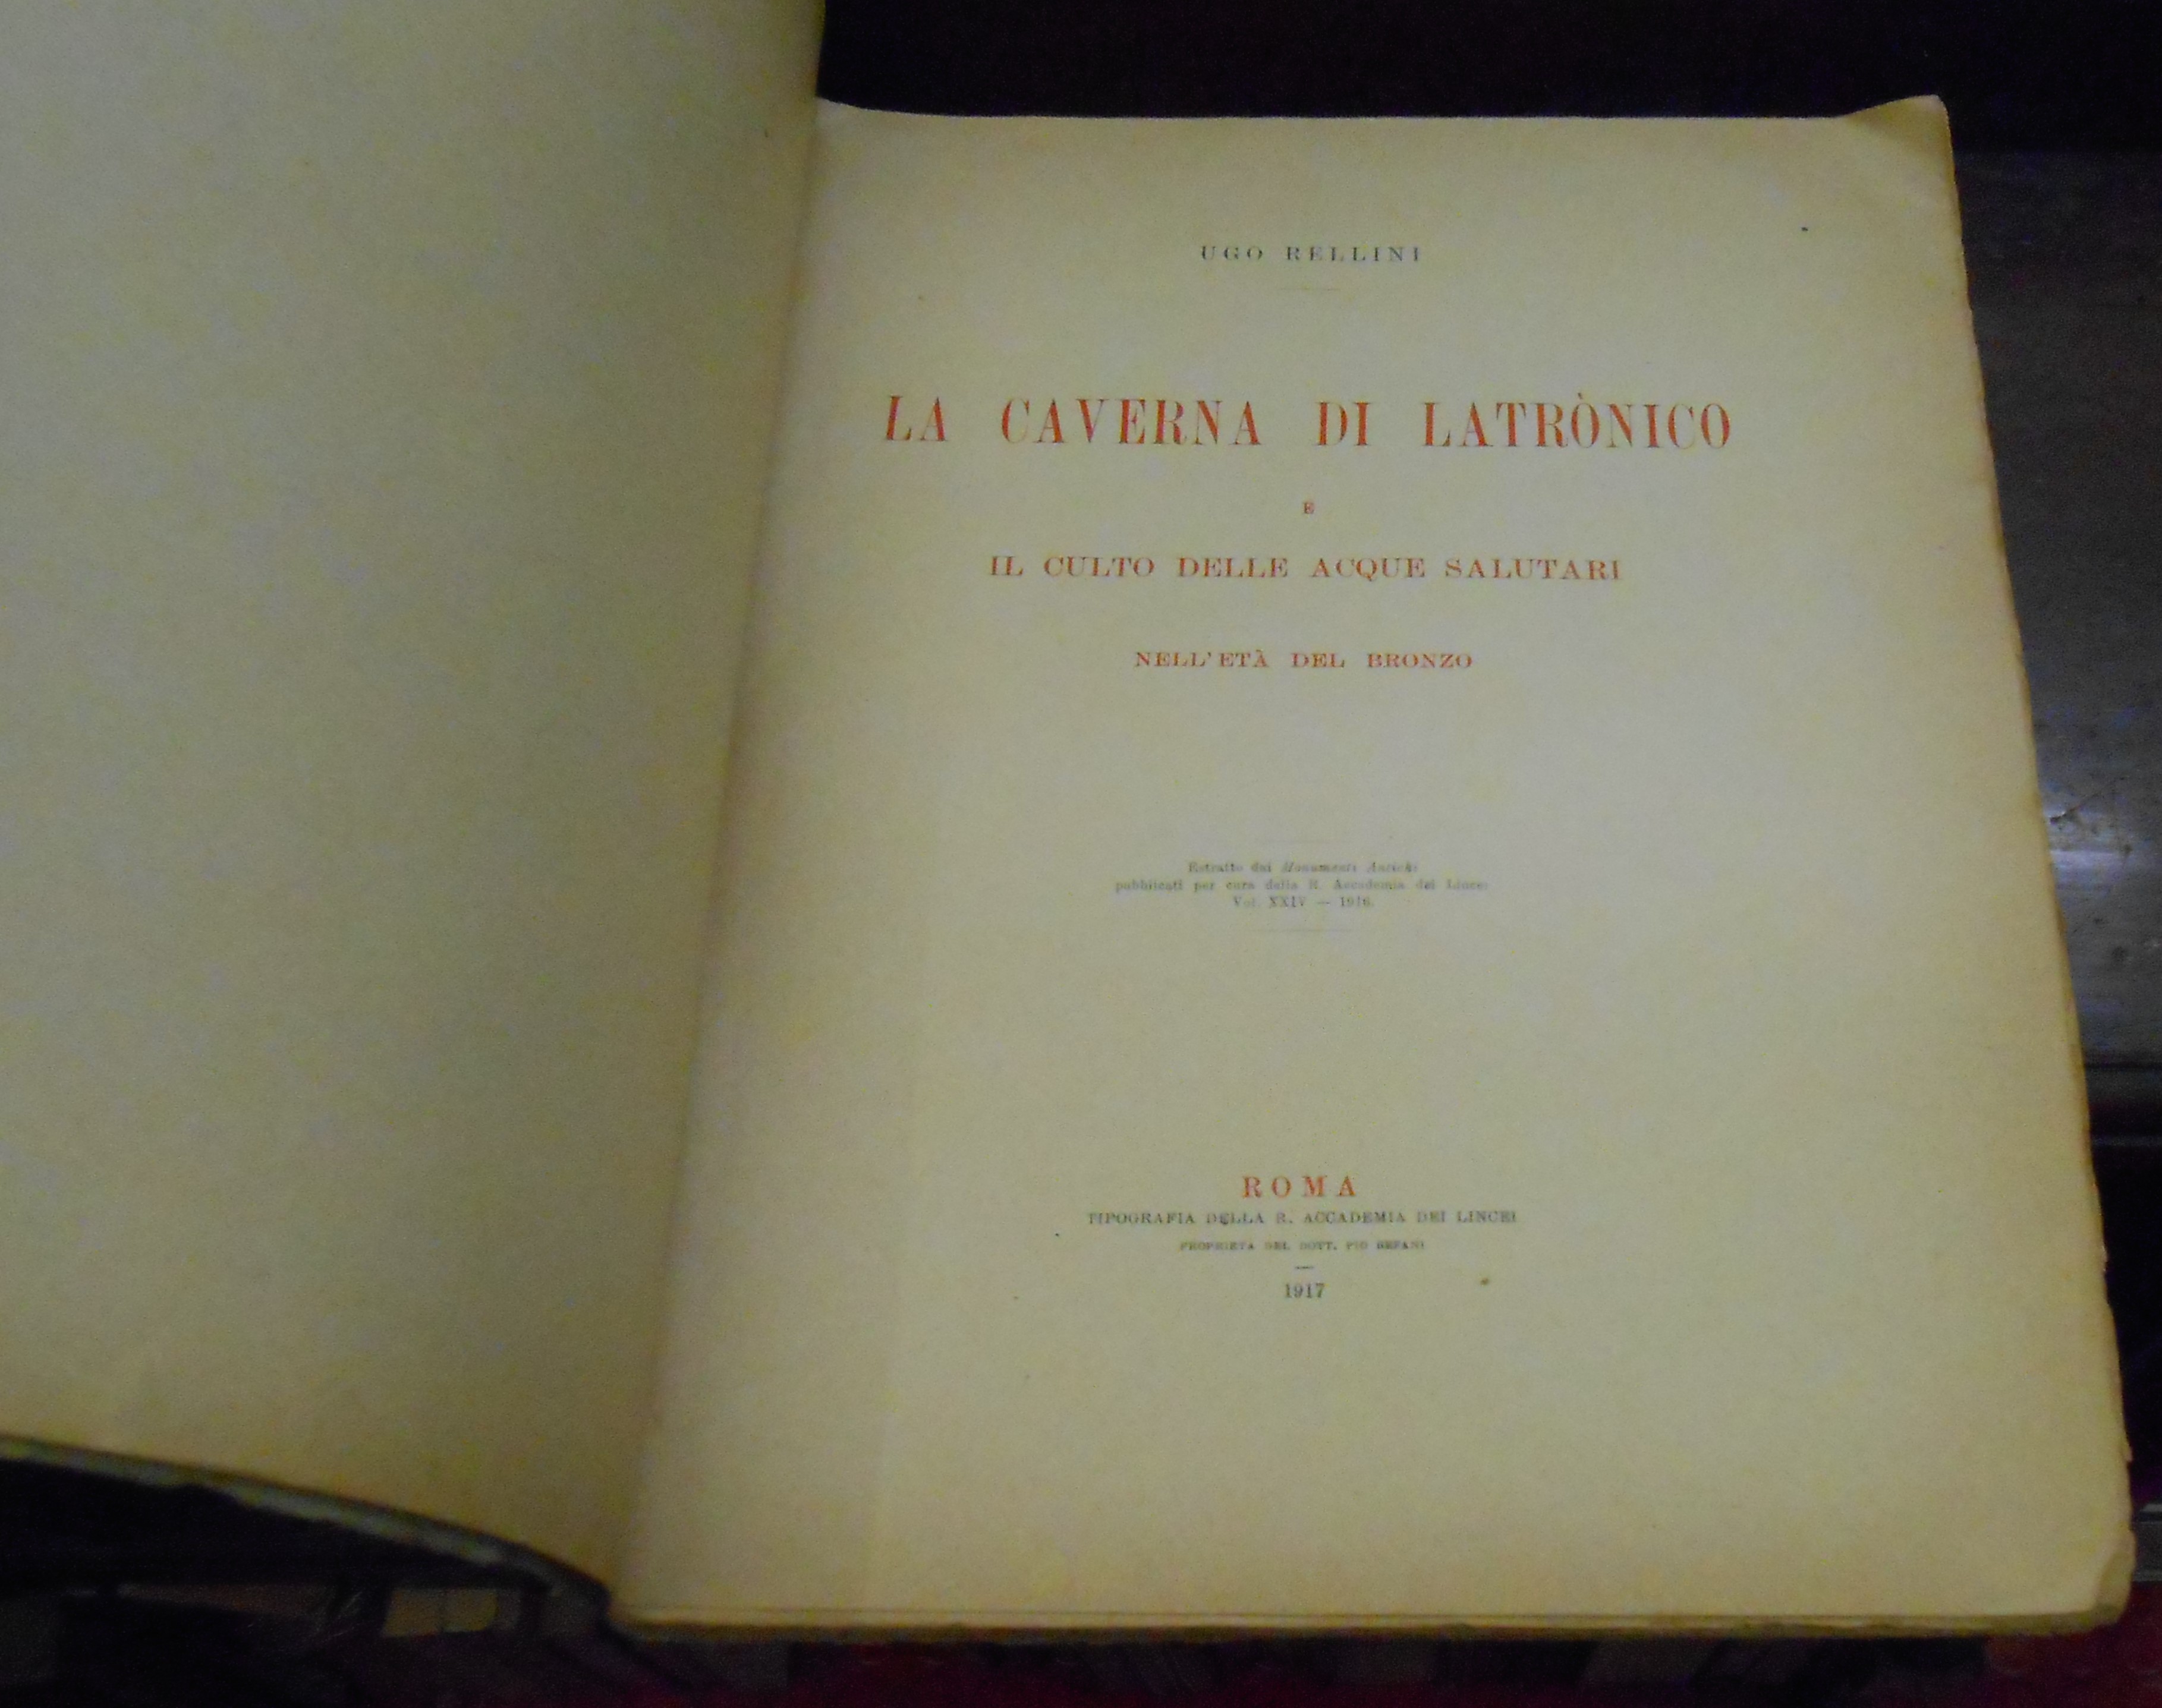 UGO RELLINI
LA CAVERNA DI LATRÒNICO
E
IL CULTO DELLE ACQUE SALUTARI
NELL'ETÀ DEL BRONZO
Estratto dai Monumenti Antichi
pubblicati per cura della R. Accademia dei Lincei
Vol. XXIV — 1916.
ROMA
TIPOGRAFIA DELLA R. ACCADEMIA DEI LINCEI
PROPRIETÀ DEL DOTT. PIO BEFANI
—
1917